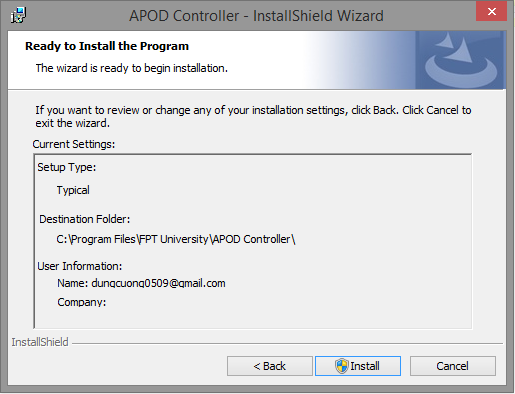 APOD Controller - InstallShield Wizard
Ready to Install the Program
The wizard is ready to begin installation.
If you want to review or change any of your installation settings, click Back. Click Cancel to
exit the wizard.
Current Settings:
Setup Type:
Typical
Destination Folder:
C:\Program Files\FPT University\APOD Controller\
User Information:
Name: dungcuong0509@gmail.com
Company:
InstallShield
< Back
Install
Cancel